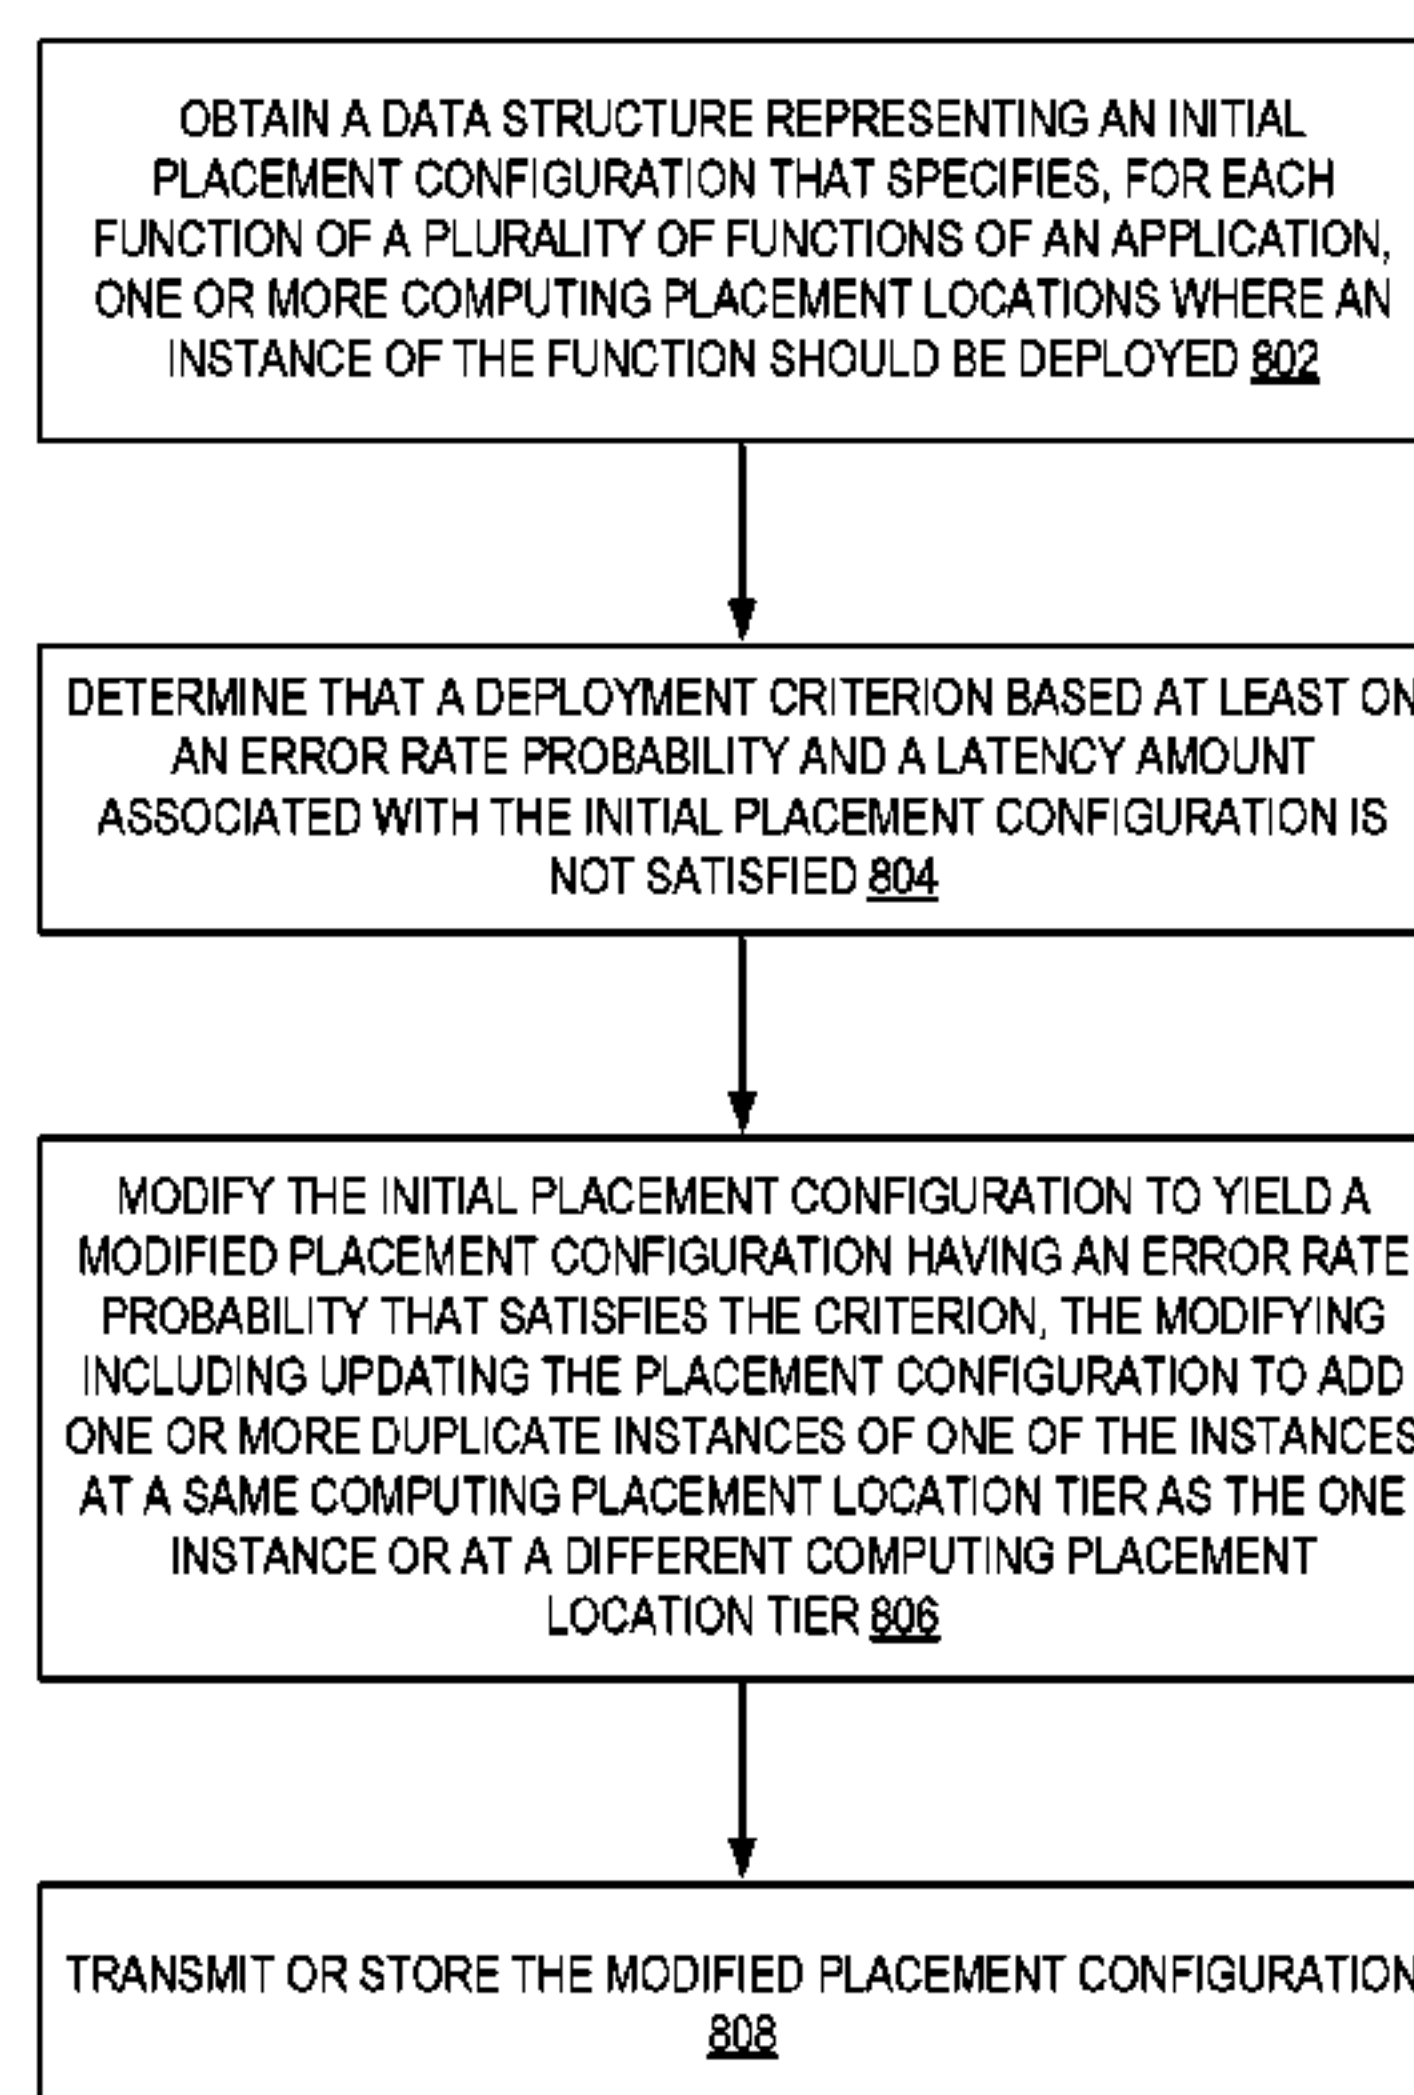 OBTAIN A DATA STRUCTURE REPRESENTING AN INITIAL
PLACEMENT CONFIGURATION THAT SPECIFIES, FOR EACH
FUNCTION OF A PLURALITY OF FUNCTIONS OF AN APPLICATION,
ONE OR MORE COMPUTING PLACEMENT LOCATIONS WHERE AN
INSTANCE OF THE FUNCTION SHOULD BE DEPLOYED 802
DETERMINE THAT A DEPLOYMENT CRITERION BASED AT LEAST ON
AN ERROR RATE PROBABILITY AND A LATENCY AMOUNT
ASSOCIATED WITH THE INITIAL PLACEMENT CONFIGURATION IS
NOT SATISFIED 804
MODIFY THE INITIAL PLACEMENT CONFIGURATION TO YIELD A
MODIFIED PLACEMENT CONFIGURATION HAVING AN ERROR RATE
PROBABILITY THAT SATISFIES THE CRITERION, THE MODIFYING
INCLUDING UPDATING THE PLACEMENT CONFIGURATION TO ADD
ONE OR MORE DUPLICATE INSTANCES OF ONE OF THE INSTANCES
AT A SAME COMPUTING PLACEMENT LOCATION TIER AS THE ONE
INSTANCE OR AT A DIFFERENT COMPUTING PLACEMENT
LOCATION TIER 806
TRANSMIT OR STORE THE MODIFIED PLACEMENT CONFIGURATION
808